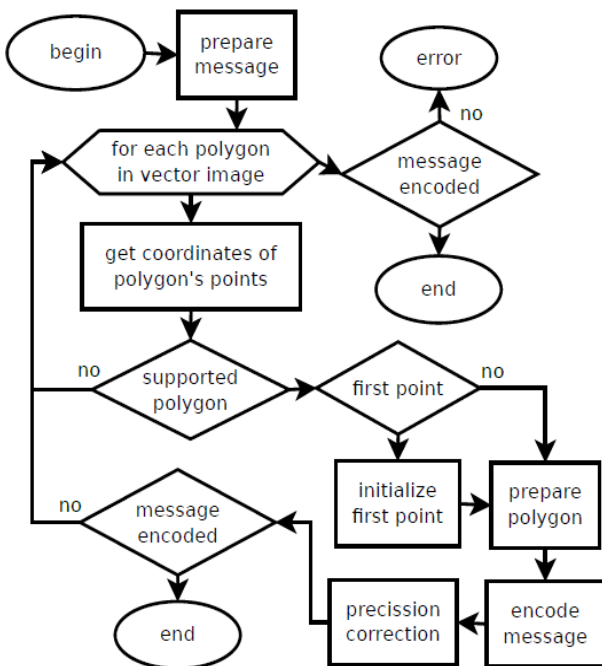 begin
prepare
message
error
no
for each polygon
in vector image
message
encoded
get coordinates of
polygon's points
end
no
supported
polygon
first point
no
initialize
first point
prepare
polygon
no
message
encoded
precission
correction
encode
message
end